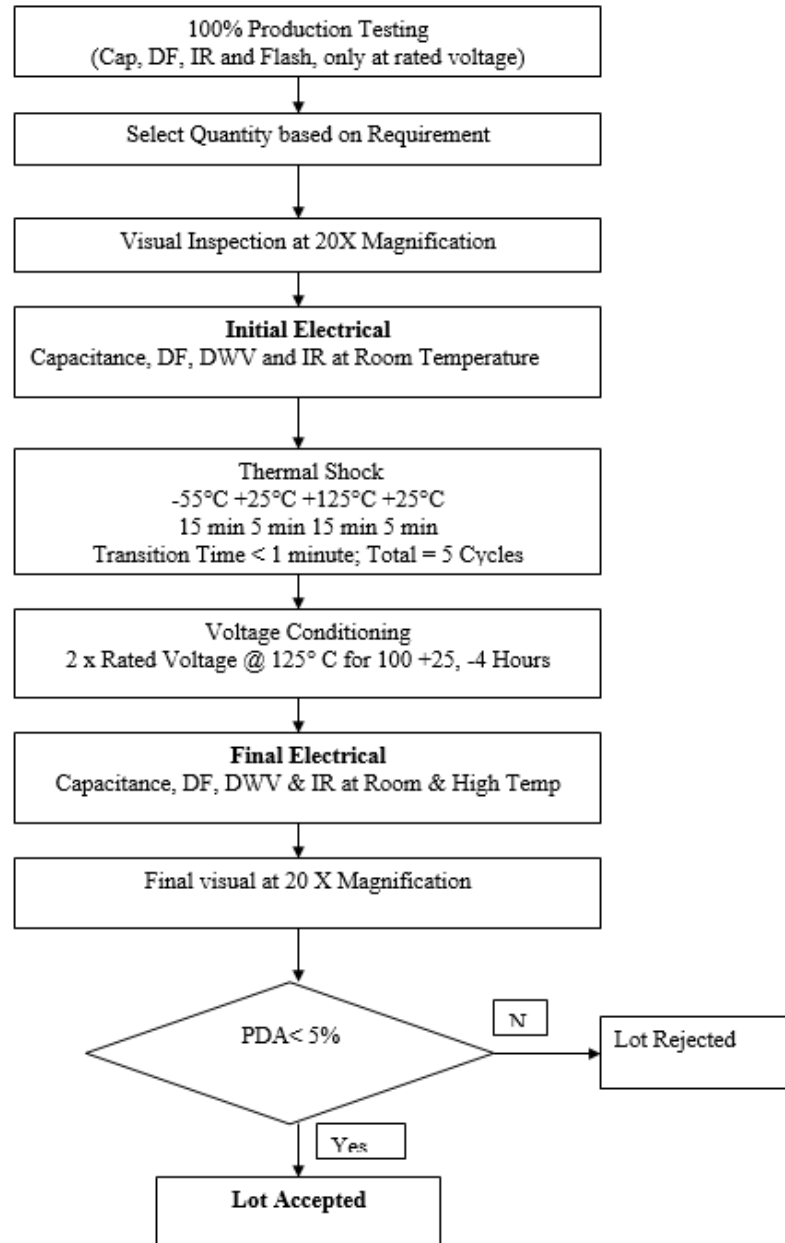 100% Production Testing
(Cap, DF, IR and Flash, only at rated voltage)
Select Quantity based on Requirement
Visual Inspection at 20X Magnification
Initial Electrical
Capacitance, DF, DWV and IR at Room Temperature
Thermal Shock
-55°C +25°C +125°C +25°C
15 min 5 min 15 min 5 min
Transition Time < 1 minute; Total = 5 Cycles
Voltage Conditioning
2 x Rated Voltage @ 125° C for 100 +25, -4 Hours
Final Electrical
Capacitance, DF, DWV & IR at Room & High Temp
Final visual at 20 X Magnification
PDA< 5%
N
Lot Rejected
Yes
Lot Accepted